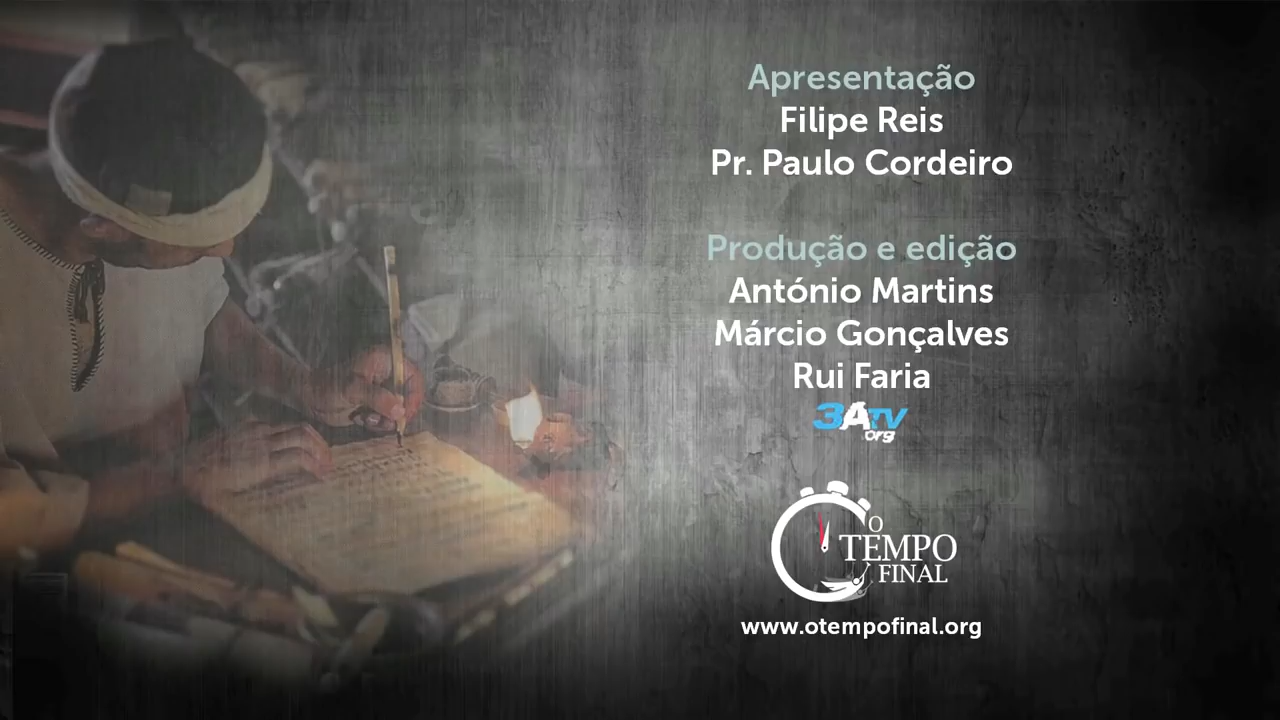 Apresentação
Filipe Reis
Pr. Paulo Cordeiro
Produção e edição
António Martins
Márcio Gonçalves
Rui Faria
3ATV
.org
O
TEMPO
FINAL
www.otempofinal.org